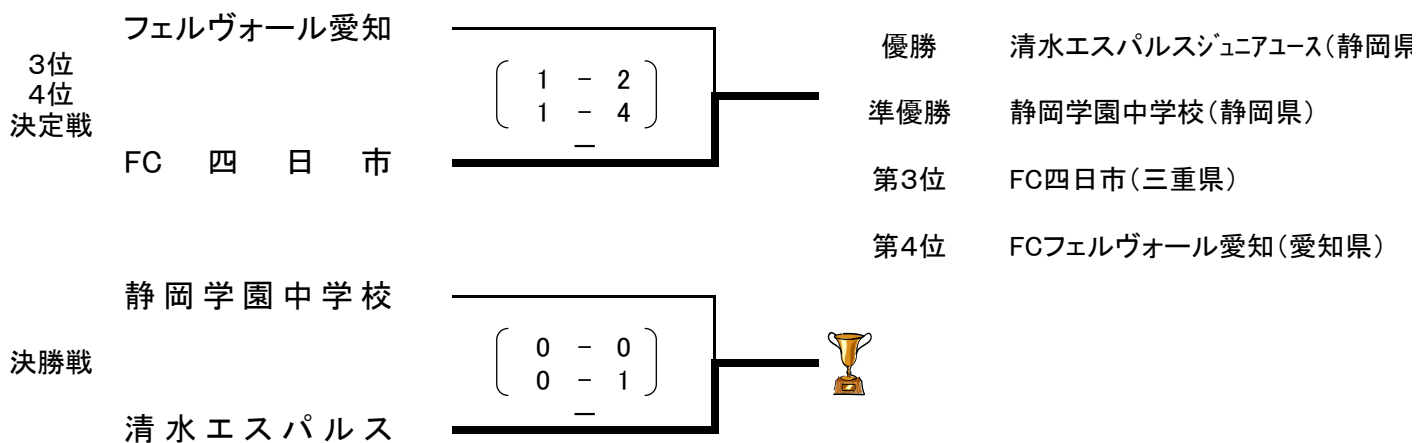 フェルヴォール愛知
3位
4位
決定戦
1 - 2
1 - 4
-
FC 四日市
優勝 清水エスパルスジュニアユース(静岡県
準優勝 静岡学園中学校(静岡県)
第3位 FC四日市(三重県)
第4位 FCフェルヴォール愛知(愛知県)
静岡学園中学校
決勝戦
0 - 0
0 - 1
-
清水エスパルス